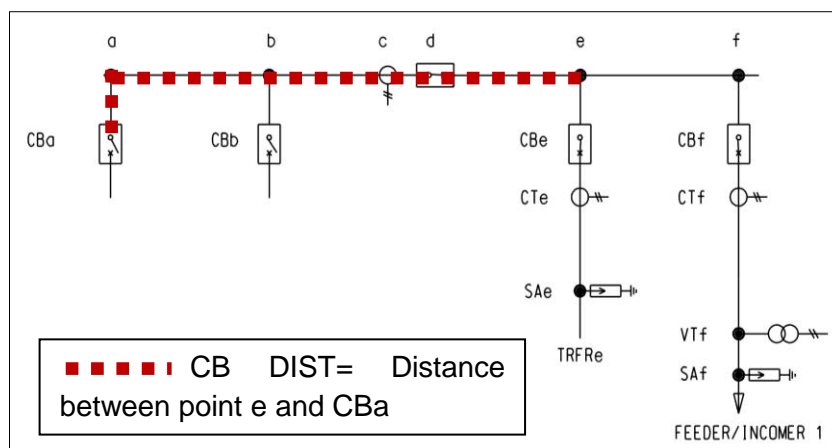 a b c d e f
CBa CBb CBe CBf
CTe CTf
SAe
VTf
TRFRe
SAf
CB DIST= Distance
between point e and CBa
FEEDER/INCOMER 1